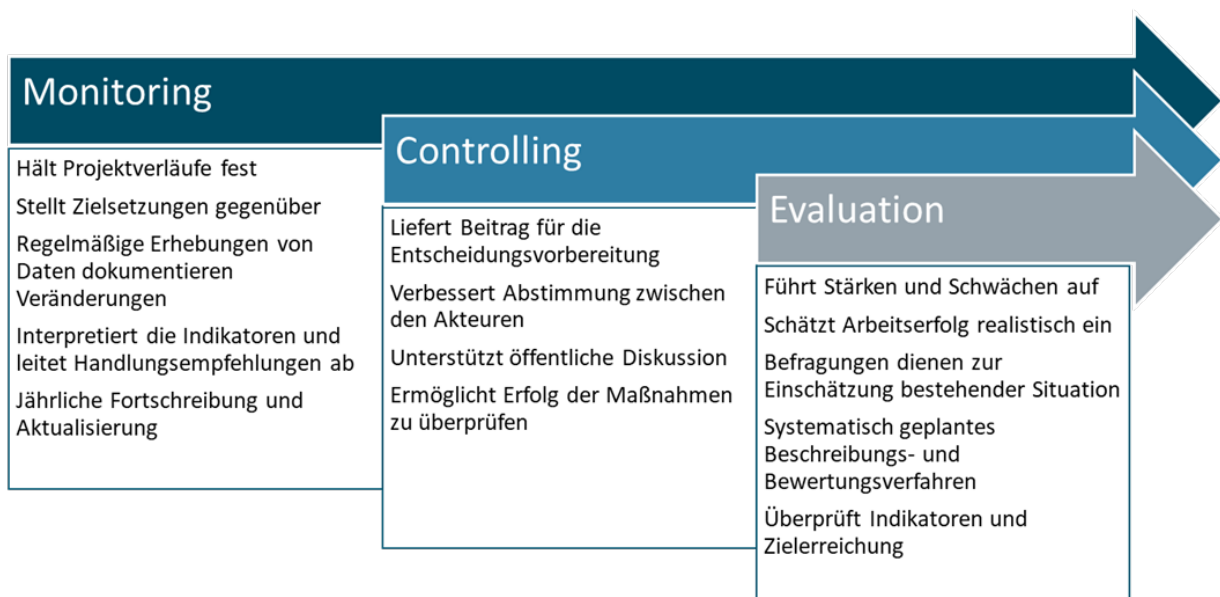 Monitoring
Hält Projektverläufe fest
Stellt Zielsetzungen gegenüber
Regelmäßige Erhebungen von
Daten dokumentieren
Veränderungen
Interpretiert die Indikatoren und
leitet Handlungsempfehlungen ab
Jährliche Fortschreibung und
Aktualisierung
Controlling
Liefert Beitrag für die
Entscheidungsvorbereitung
Verbessert Abstimmung zwischen
den Akteuren
Unterstützt öffentliche Diskussion
Ermöglicht Erfolg der Maßnahmen
zu überprüfen
Evaluation
Führt Stärken und Schwächen auf
Schätzt Arbeitserfolg realistisch ein
Befragungen dienen zur
Einschätzung bestehender Situation
Systematisch geplantes
Beschreibungs- und
Bewertungsverfahren
Überprüft Indikatoren und
Zielerreichung